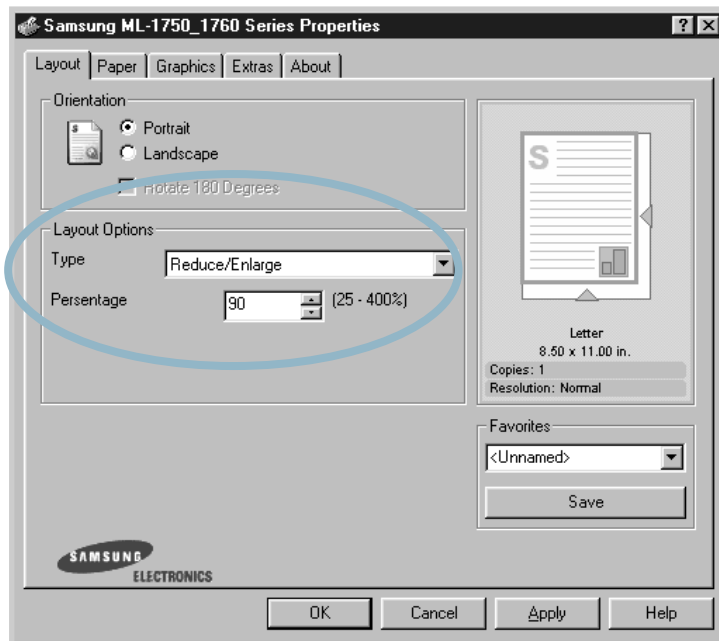 Samsung ML-1750_1760 Series Properties
Layout Paper Graphics Extras About
Orientation
S
Portrait
Landscape
Rotate 180 Degrees
Layout Options
Type Reduce/Enlarge
Persentage 90 (25 - 400%)
S
Letter
8.50 x 11.00 in.
Copies: 1
Resolution: Normal
Favorites
<Unnamed>
Save
SAMSUNG
ELECTRONICS
OK Cancel Apply Help